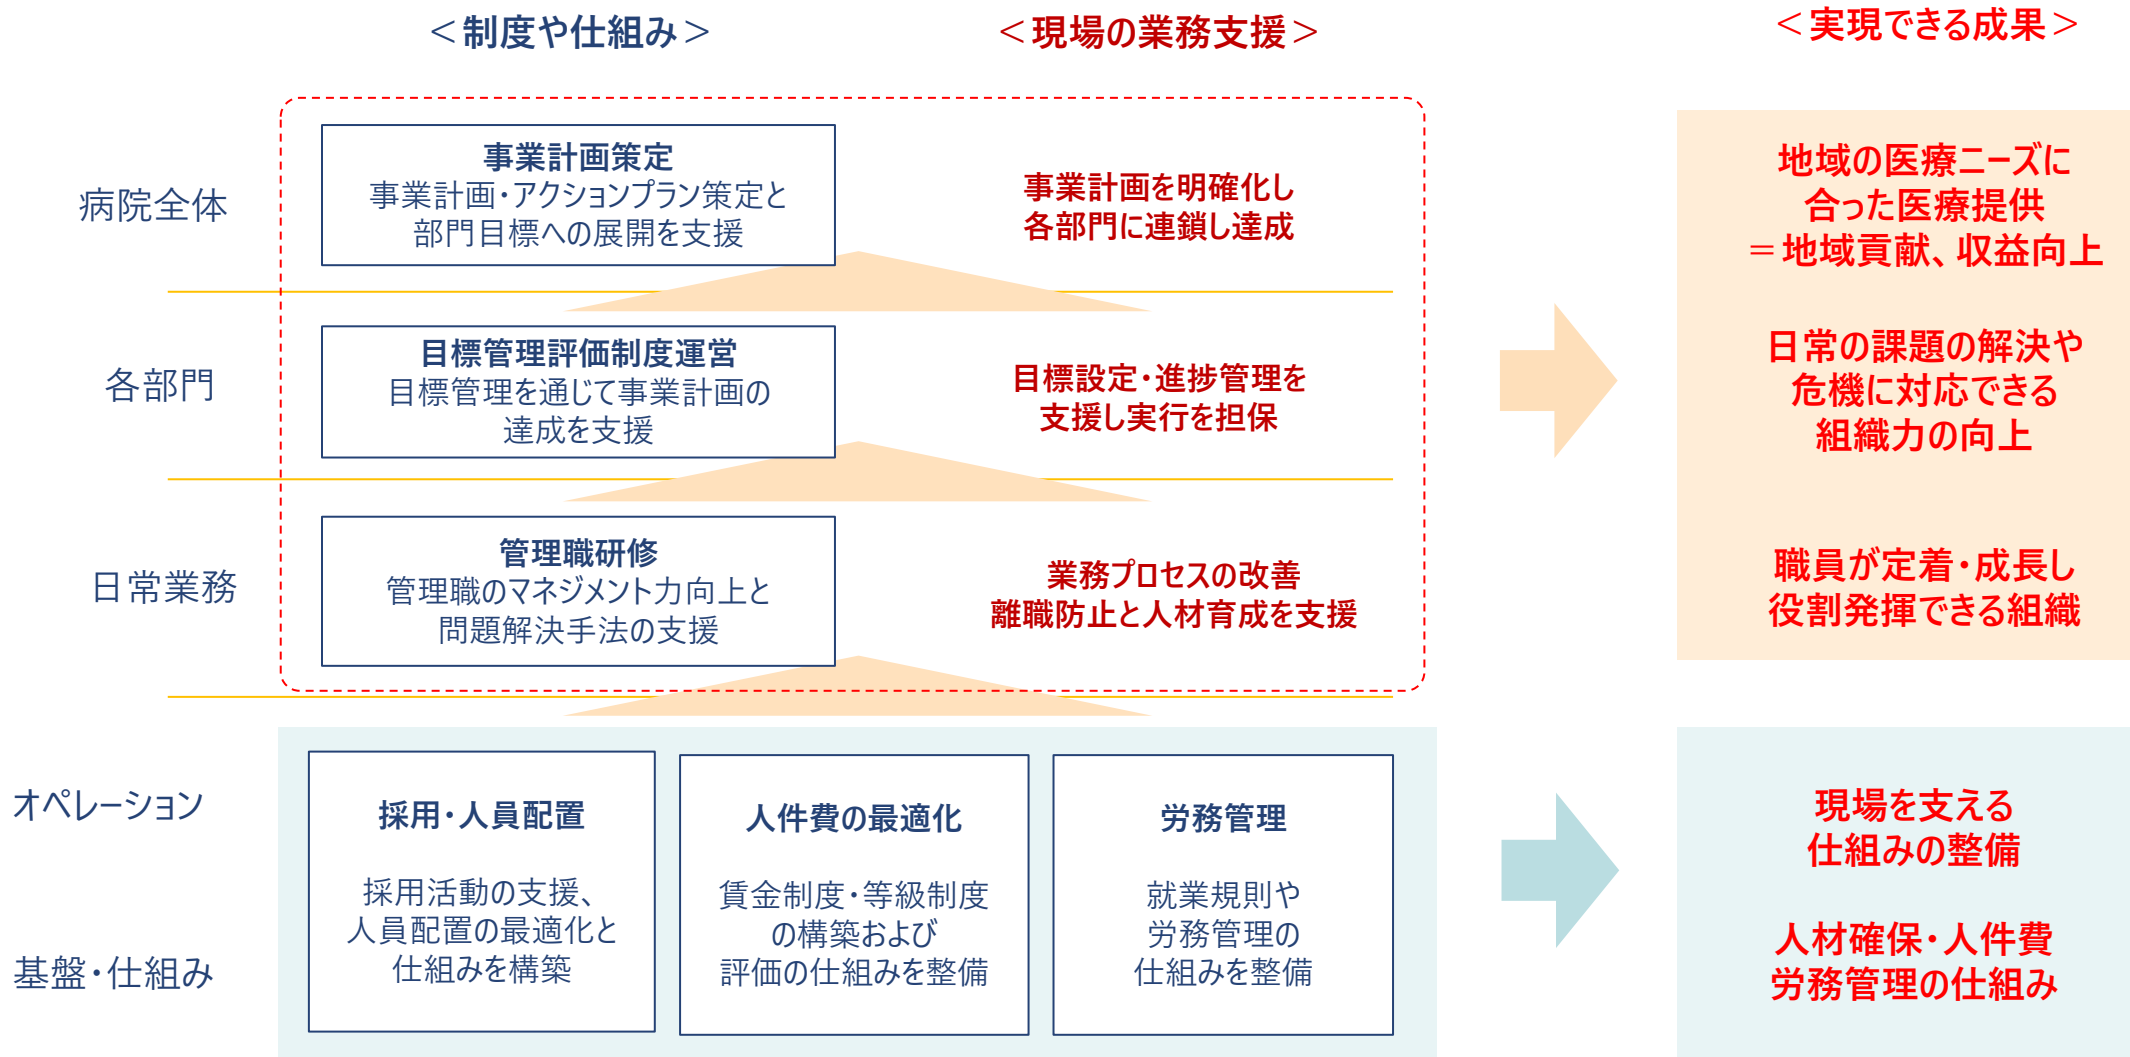 ＜制度や仕組み＞
＜現場の業務支援＞
＜実現できる成果＞
病院全体
事業計画策定
事業計画・アクションプラン策定と
部門目標への展開を支援
事業計画を明確化し
各部門に連鎖し達成
地域の医療ニーズに
合った医療提供
＝地域貢献、収益向上
各部門
目標管理評価制度運営
目標管理を通じて事業計画の
達成を支援
目標設定・進捗管理を
支援し実行を担保
日常の課題の解決や
危機に対応できる
組織力の向上
日常業務
管理職研修
管理職のマネジメント力向上と
問題解決手法の支援
業務プロセスの改善
離職防止と人材育成を支援
職員が定着・成長し
役割発揮できる組織
オペレーション
基盤・仕組み
採用・人員配置
採用活動の支援、
人員配置の最適化と
仕組みを構築
人件費の最適化
賃金制度・等級制度
の構築および
評価の仕組みを整備
労務管理
就業規則や
労務管理の
仕組みを整備
現場を支える
仕組みの整備
人材確保・人件費
労務管理の仕組み